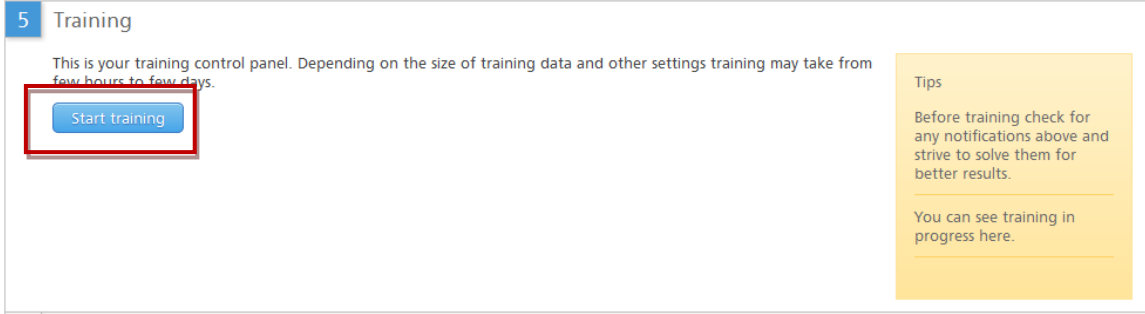 5 Training
This is your training control panel. Depending on the size of training data and other settings training may take from
few hours to few days.
Start training
Tips
Before training check for
any notifications above and
strive to solve them for
better results.
You can see training in
progress here.